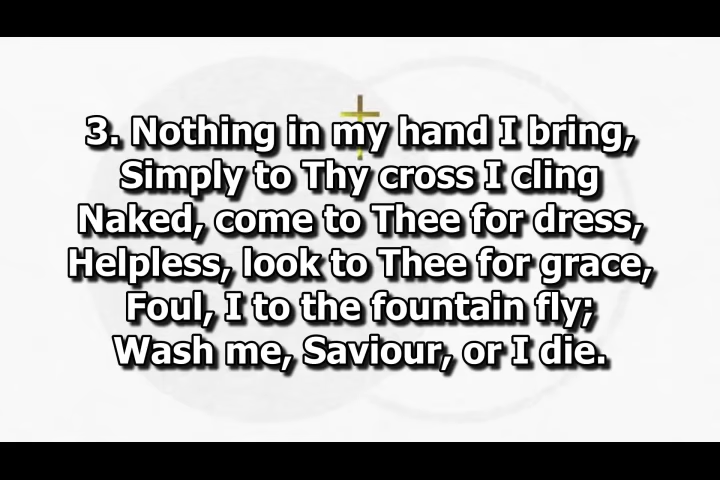 3. Nothing in my hand I bring,
Simply to Thy cross I cling
Naked, come to Thee for dress,
Helpless, look to Thee for grace,
Foul, I to the fountain fly;
Wash me, Saviour, or I die.